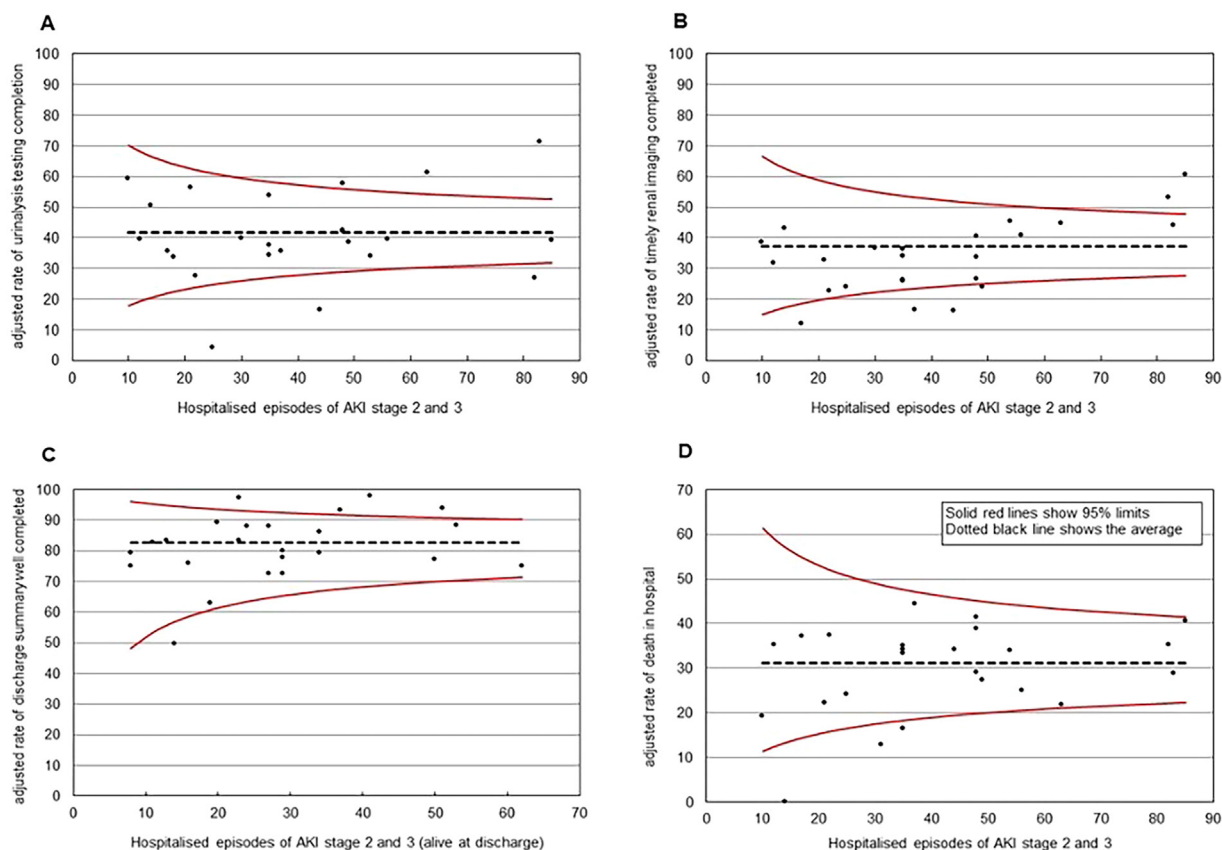 A
adjusted rate of urinalysis testing completion
100
90
80
70
60
50
40
30
20
10
0
0 10 20 30 40 50 60 70 80 90
Hospitalised episodes of AKI stage 2 and 3
B
adjusted rate of timely renal imaging completed
100
90
80
70
60
50
40
30
20
10
0
0 10 20 30 40 50 60 70 80 90
Hospitalised episodes of AKI stage 2 and 3
C
adjusted rate of discharge summarywell completed
100
90
80
70
60
50
40
30
20
10
0
0 10 20 30 40 50 60 70
Hospitalised episodes of AKI stage 2 and 3 (alive at discharge)
D
adjusted rate of death in hospital
70
60
50
40
30
20
10
0
Solid red lines show 95% limits
Dotted black line shows the average
0 10 20 30 40 50 60 70 80 90
Hospitalised episodes of AKI stage 2 and 3